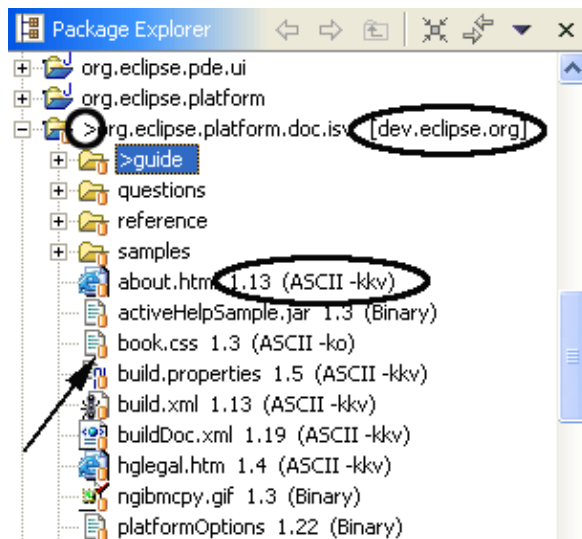 Package Explorer
org.eclipse.pde.ui
org.eclipse.platform
>org.eclipse.platform.doc.isv [dev.eclipse.org]
>guide
questions
reference
samples
about.htm 1.13 (ASCII -kkv)
activeHelpSample.jar 1.3 (Binary)
book.css 1.3 (ASCII -ko)
build.properties 1.5 (ASCII -kkv)
build.xml 1.13 (ASCII -kkv)
buildDoc.xml 1.19 (ASCII -kkv)
hglegal.htm 1.4 (ASCII -kkv)
ngibmcpy.gif 1.3 (Binary)
platformOptions 1.22 (Binary)